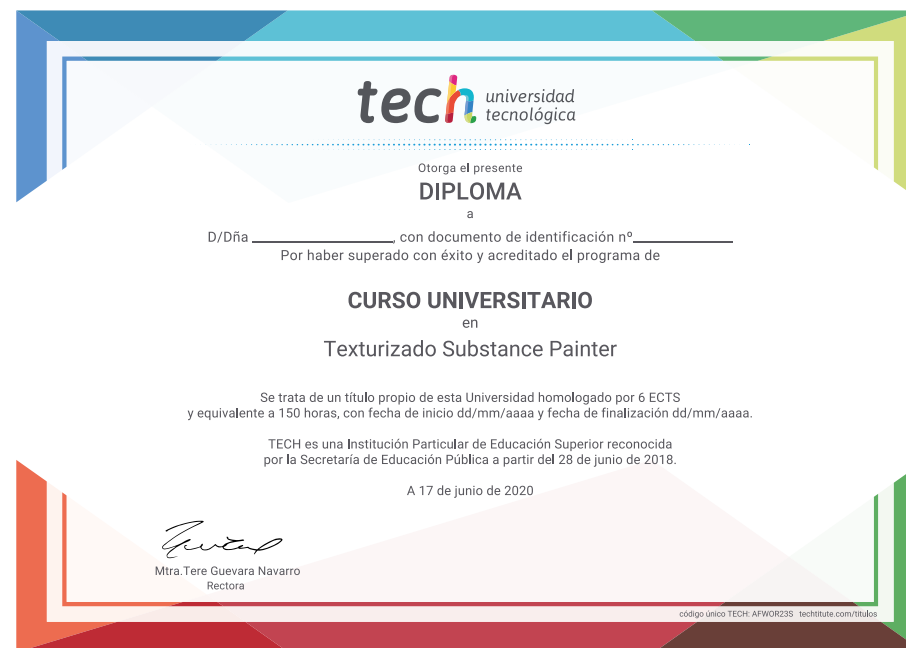 tech universidad
tecnológica
Otorga el presente
DIPLOMA
a
D/Dña ____________________, con documento de identificación nº______________
Por haber superado con éxito y acreditado el programa de
CURSO UNIVERSITARIO
en
Texturizado Substance Painter
Se trata de un título propio de esta Universidad homologado por 6 ECTS
y equivalente a 150 horas, con fecha de inicio dd/mm/aaaa y fecha de finalización dd/mm/aaaa.
TECH es una Institución Particular de Educación Superior reconocida
por la Secretaría de Educación Pública a partir del 28 de junio de 2018.
A 17 de junio de 2020
Mtra.Tere Guevara Navarro
Rectora
código único TECH: AFWOR23S techtitute.com/titulos